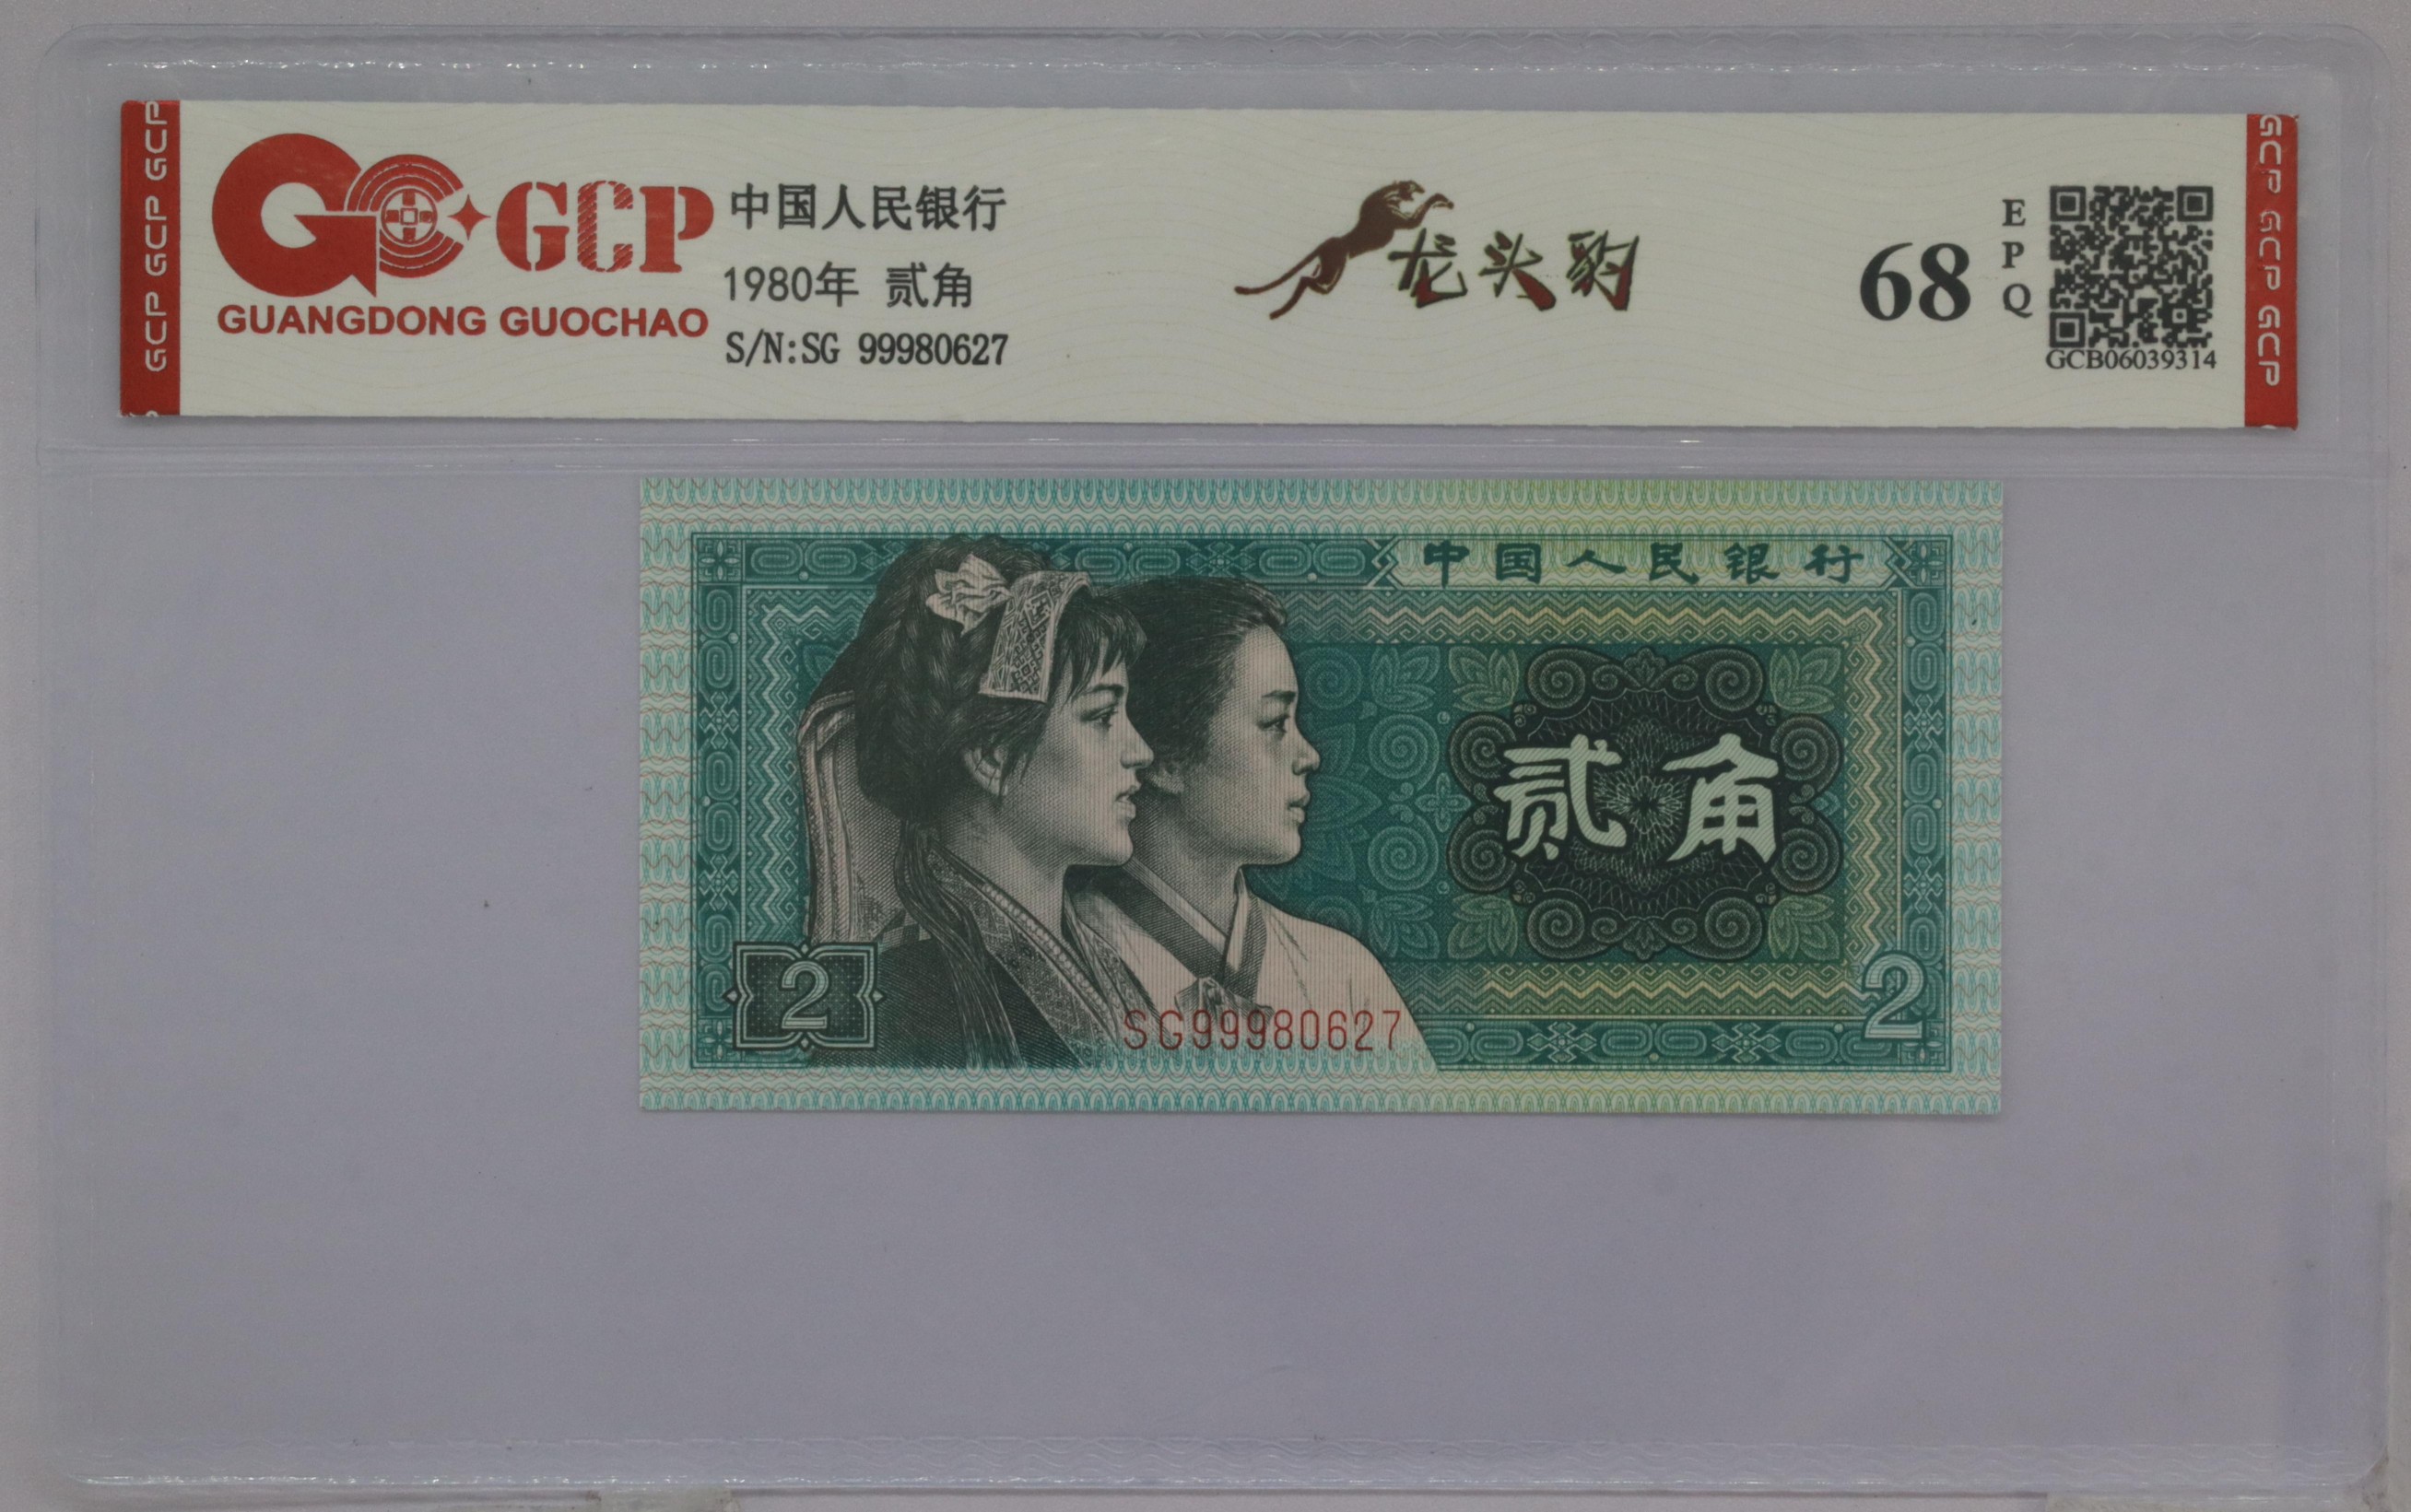 GCP GCP GCP
GCP
GUANGDONG GUOCHAO
中国人民银行
1980年 贰角
S/N:SG 99980627
龙头豹
68
EPQ
GCB06039314
GCP GCP GCP
中国人民银行
贰角
2
SG99980627
2